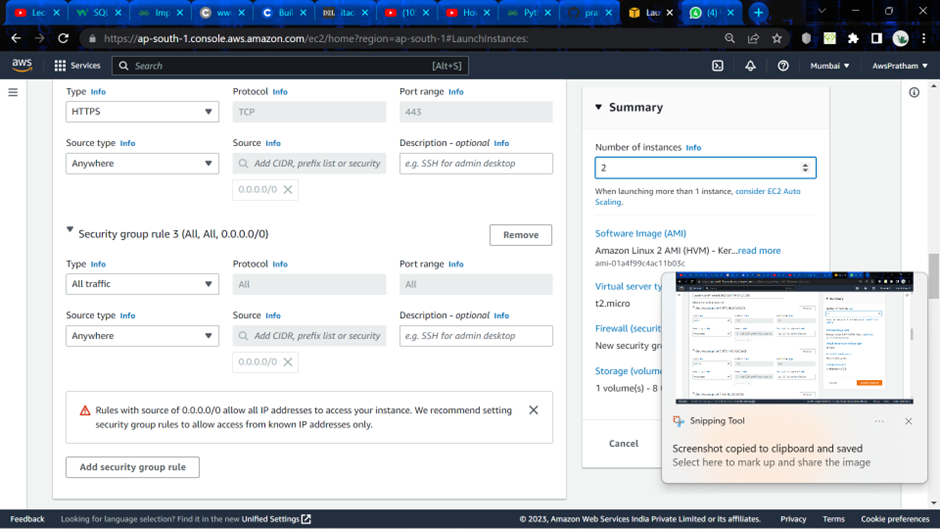 Lec
SQ
Imp
ww
Buil
DIL
itac
(10
Ho
Pyt
pra
Lau
(4)
https://ap-south-1.console.aws.amazon.com/ec2/home?region=ap-south-1#LaunchInstances:
aws
Services
Search
[Alt+S]
Mumbai
AwsPratham
Type Info
Protocol Info
Port range Info
HTTPS
TCP
443
Source type Info
Source Info
Description - optional Info
Anywhere
Add CIDR, prefix list or security
e.g. SSH for admin desktop
0.0.0.0/0
Security group rule 3 (All, All, 0.0.0.0/0)
Remove
Type Info
Protocol Info
Port range Info
All traffic
All
All
Source type Info
Source Info
Description - optional Info
Anywhere
Add CIDR, prefix list or security
e.g. SSH for admin desktop
0.0.0.0/0
Rules with source of 0.0.0.0/0 allow all IP addresses to access your instance. We recommend setting
security group rules to allow access from known IP addresses only.
Add security group rule
Summary
Number of instances Info
2
When launching more than 1 instance, consider EC2 Auto
Scaling.
Software Image (AMI)
Amazon Linux 2 AMI (HVM) - Ker...read more
ami-01a4f99c4ac11b03c
Virtual server ty
t2.micro
Firewall (securit
New security gr
Storage (volum
1 volume(s) - 8
Cancel
Snipping Tool
Screenshot copied to clipboard and saved
Select here to mark up and share the image
Feedback
Looking for language selection? Find it in the new Unified Settings
© 2023, Amazon Web Services India Private Limited or its affiliates.
Privacy
Terms
Cookie preferences